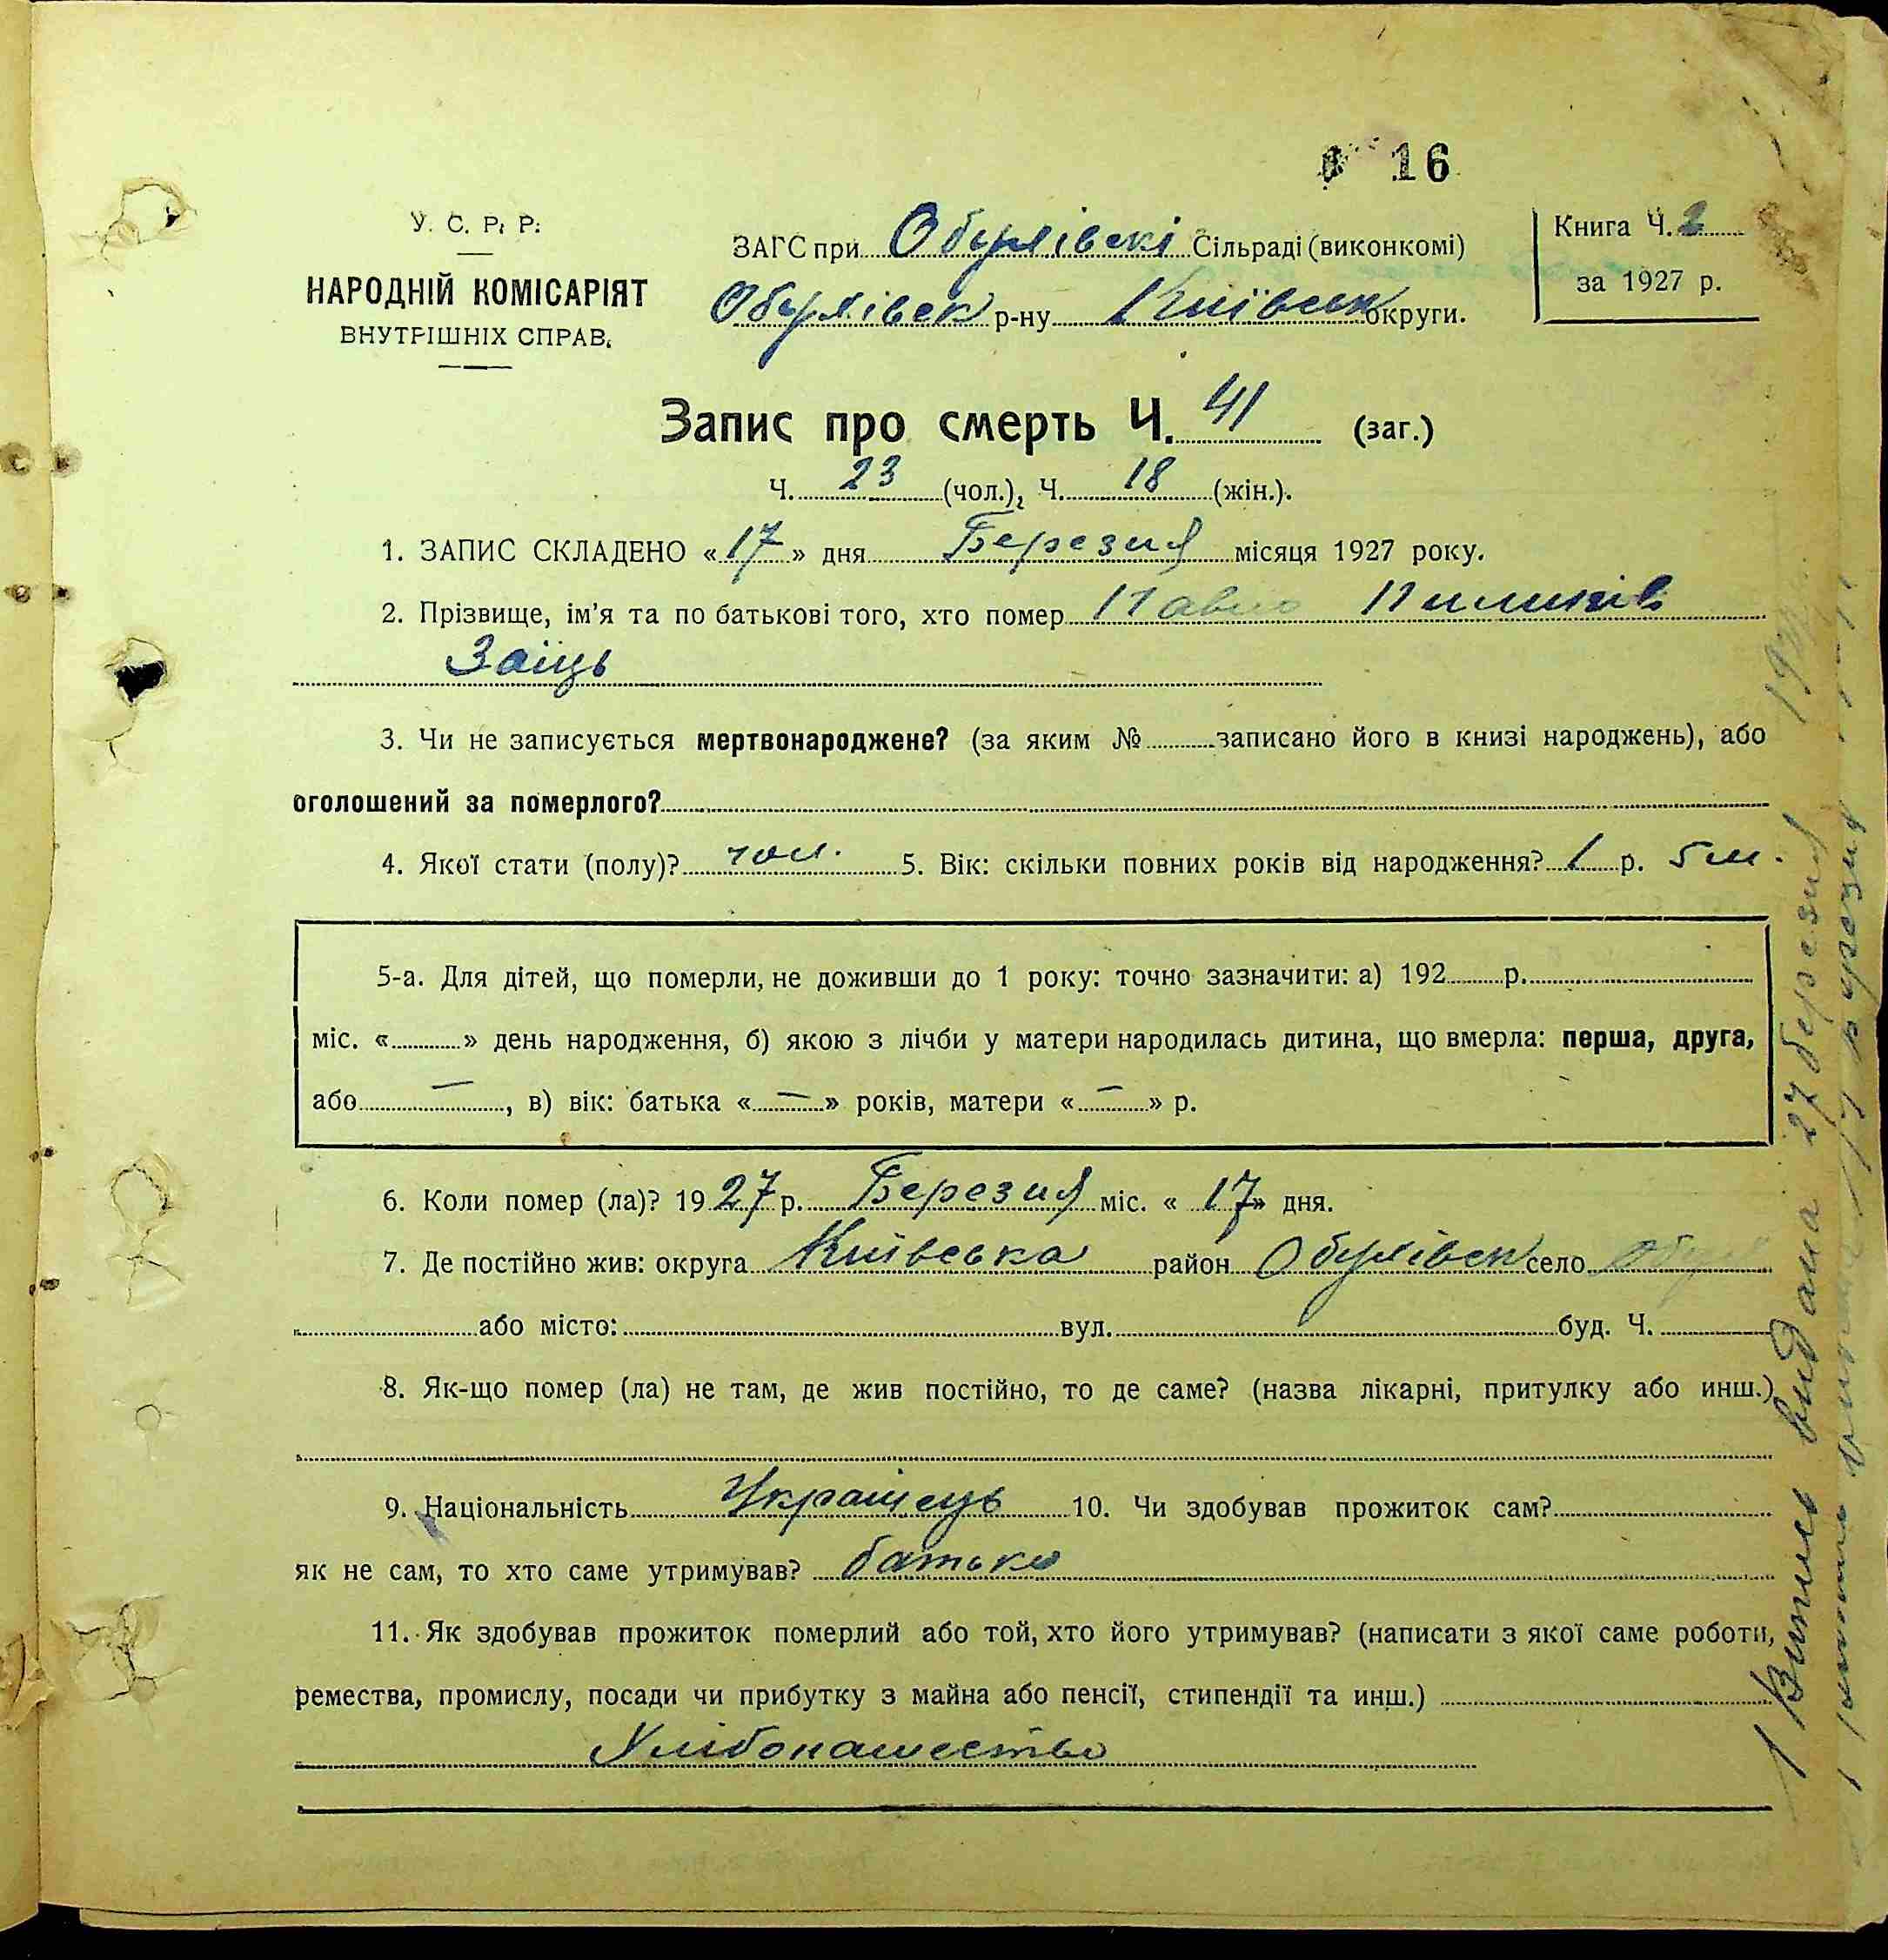 16
У. С. Р. Р.
НАРОДНІЙ КОМІСАРІЯТ
ВНУТРІШНІХ СПРАВ.
ЗАГС при Обухівскі Сільраді (виконкомі)
Обухівск р-ну Київськ округи.
Книга Ч. 2
за 1927 р.
Запис про смерть Ч. 41 (заг.)
Ч. 23 (чол.), Ч. 18 (жін.).
1. ЗАПИС СКЛАДЕНО «17» дня Березня місяця 1927 року.
2. Прізвище, ім'я та по батькові того, хто помер Павло Пилипів
Заіць
3. Чи не записується мертвонароджене? (за яким № записано його в книзі народжень), або
оголошений за померлого?
4. Якої стати (полу)? чол. 5. Вік: скільки повних років від народження? 1 р. 5 м.
5-а. Для дітей, що померли, не доживши до 1 року: точно зазначити: а) 192 р.
міс. « » день народження, б) якою з лічби у матери народилась дитина, що вмерла: перша, друга,
або —, в) вік: батька «—» років, матери «—» р.
6. Коли помер (ла)? 1927 р. Березня міс. «17» дня.
7. Де постійно жив: округа Київська район Обухівськ село
або місто: вул. буд. Ч.
8. Як-що помер (ла) не там, де жив постійно, то де саме? (назва лікарні, притулку або инш.)
9. Національність Украінець 10. Чи здобував прожиток сам?
як не сам, то хто саме утримував? батько
11. Як здобував прожиток померлий або той, хто його утримував? (написати з якої саме роботи,
ремества, промислу, посади чи прибутку з майна або пенсії, стипендії та инш.)
Хлібопашество
видана 27 березня